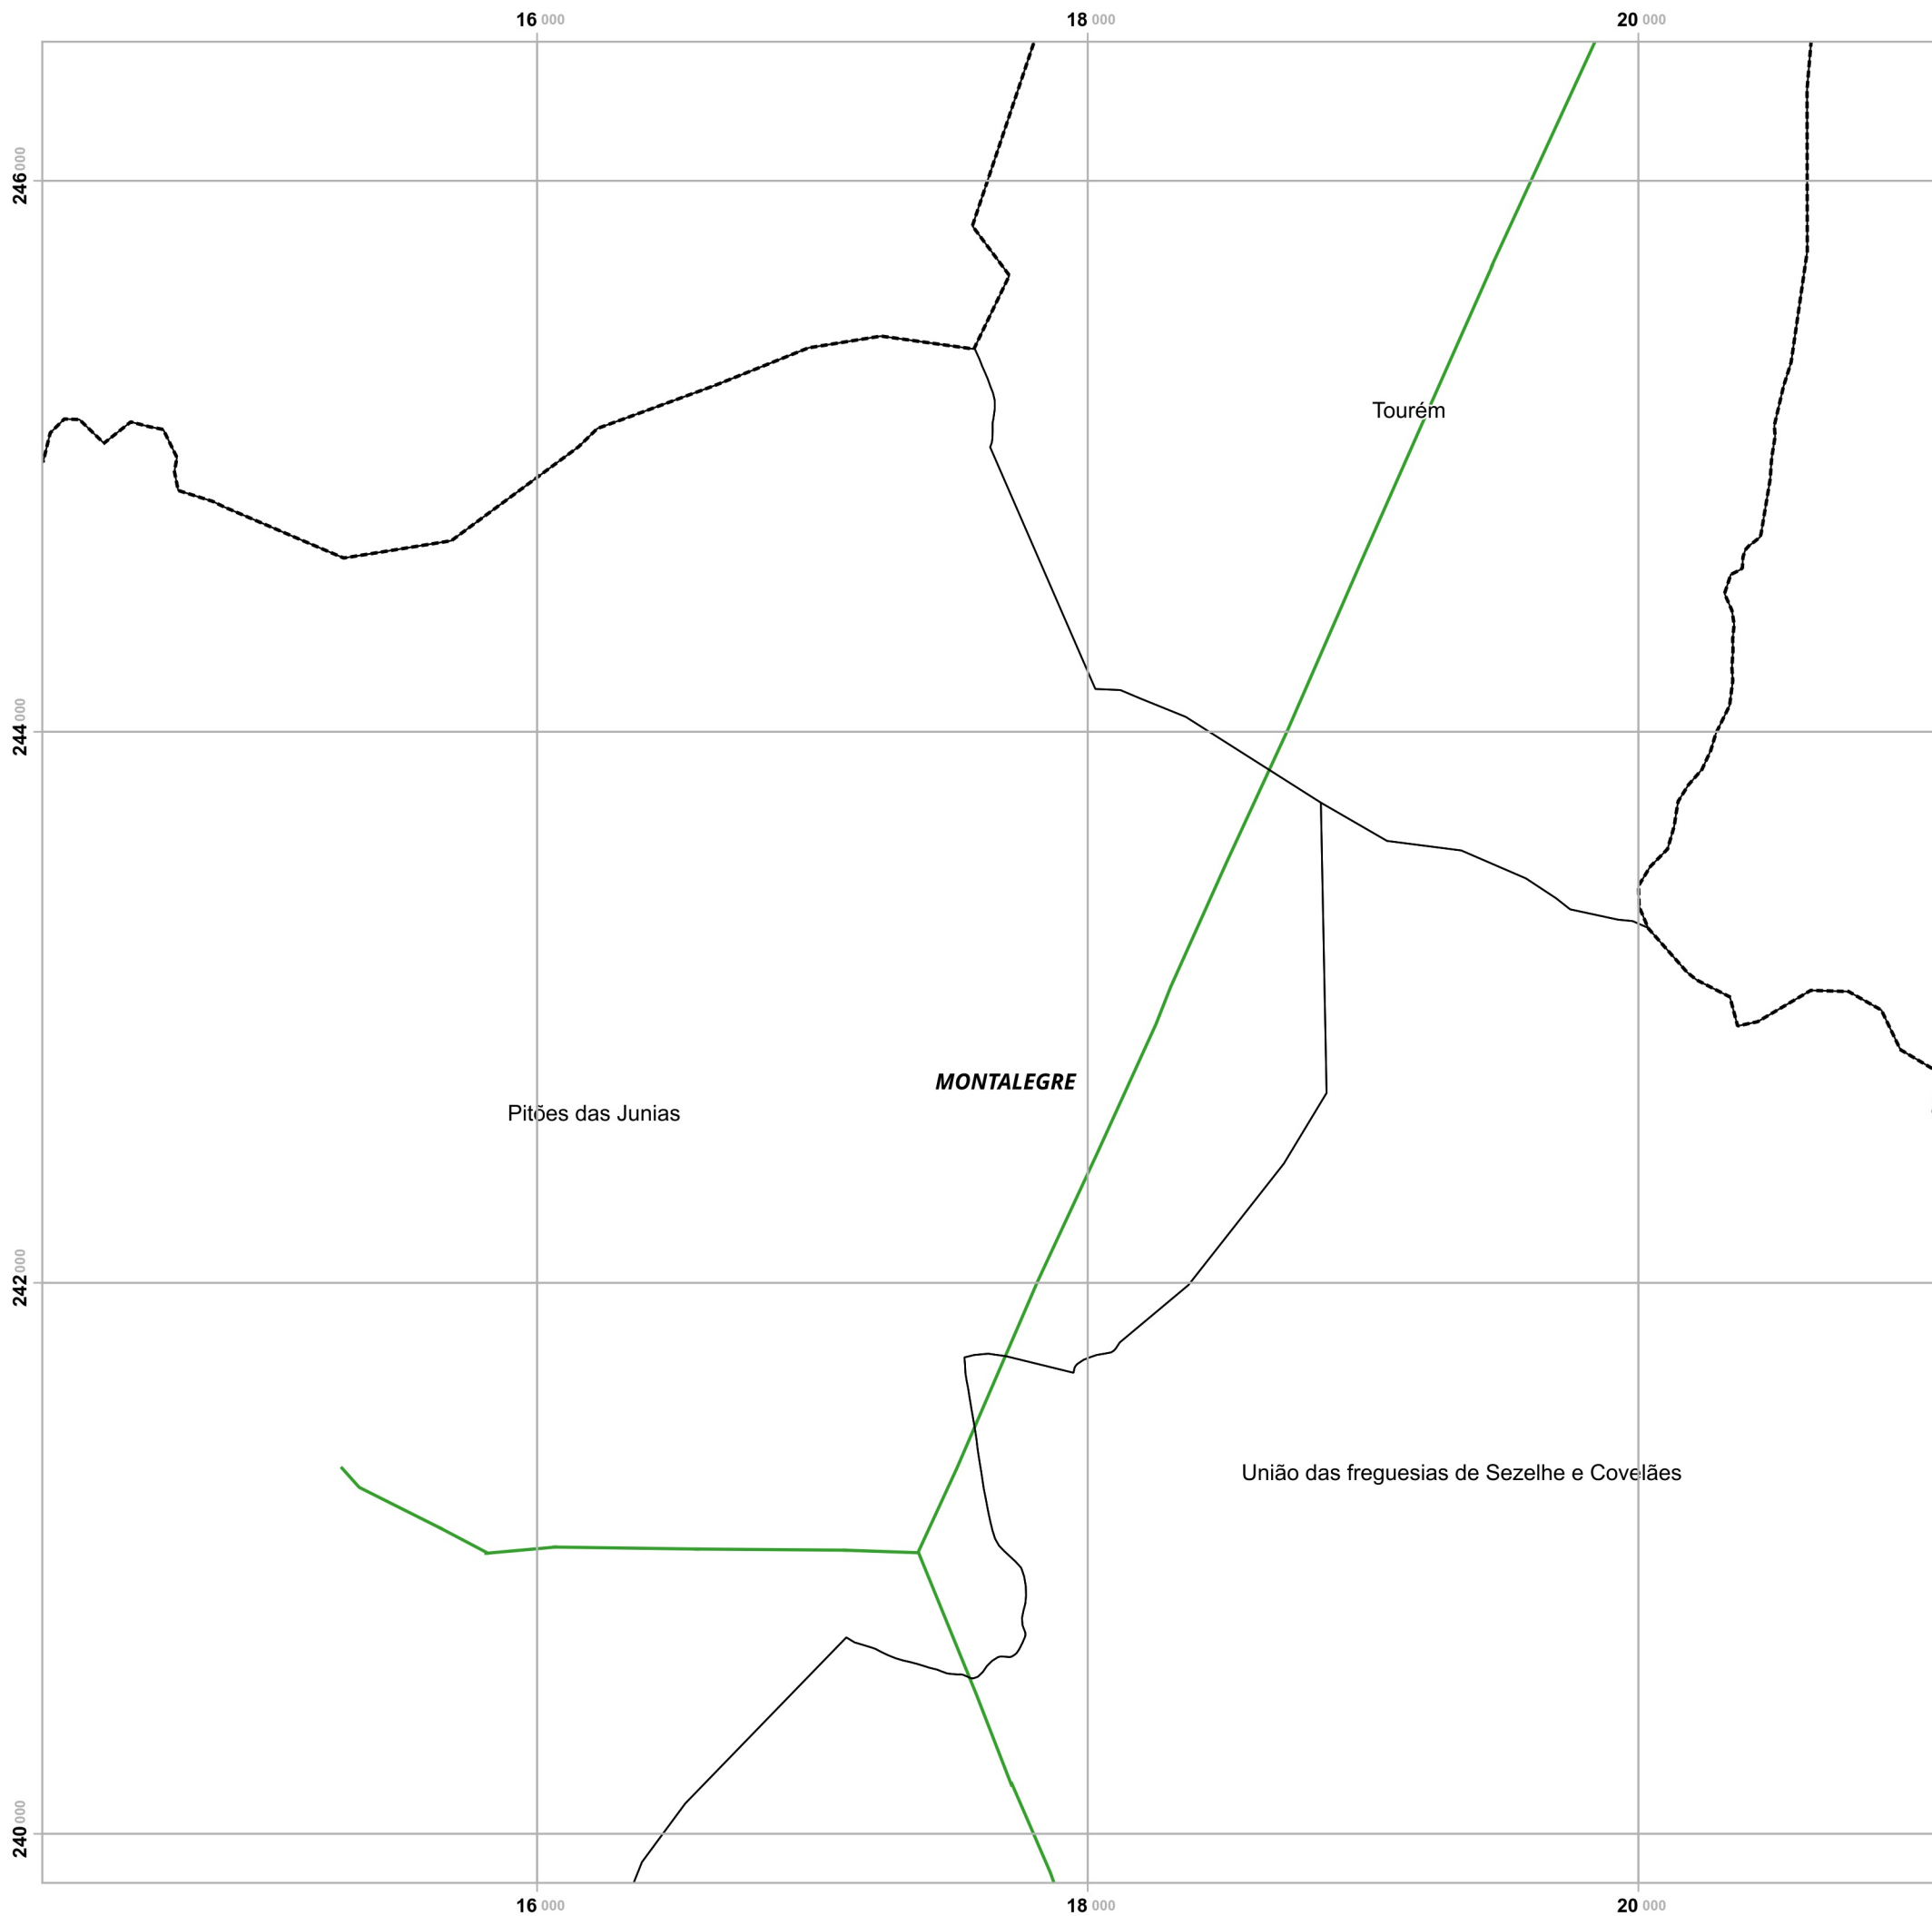 16 000 18 000 20 000
246 000
Tourém
244 000
MONTALEGRE
Pitões das Junias
242 000
União das freguesias de Sezelhe e Covelães
240 000
16 000 18 000 20 000